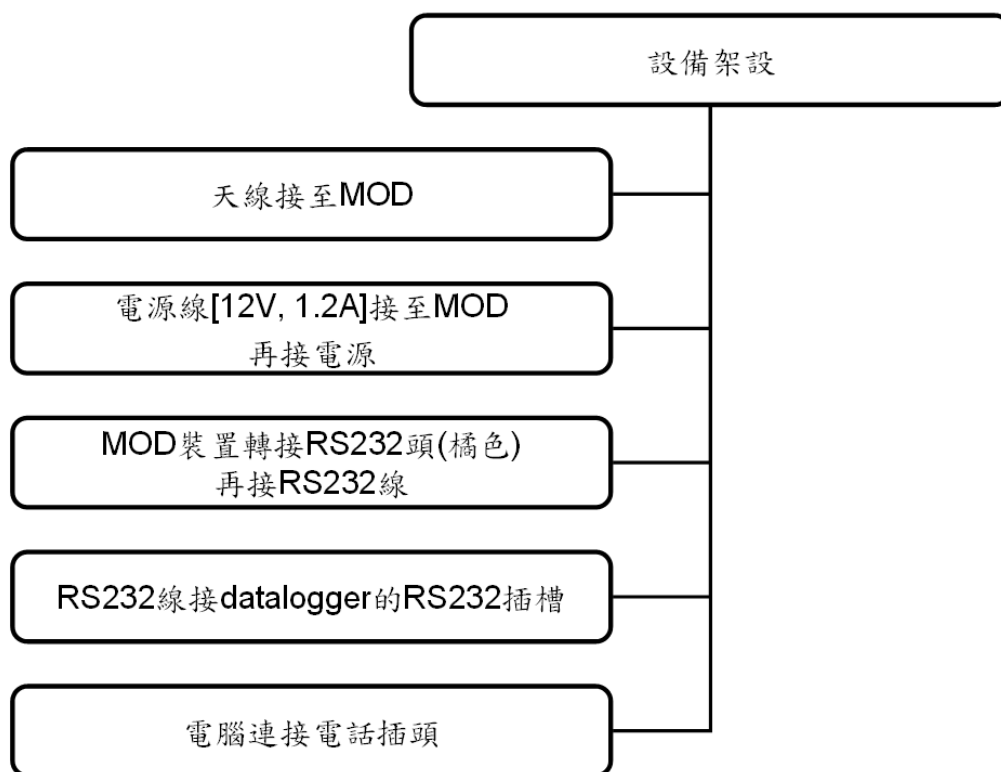 設備架設
天線接至MOD
電源線[12V, 1.2A]接至MOD
再接電源
MOD裝置轉接RS232頭(橘色)
再接RS232線
RS232線接datalogger的RS232插槽
電腦連接電話插頭